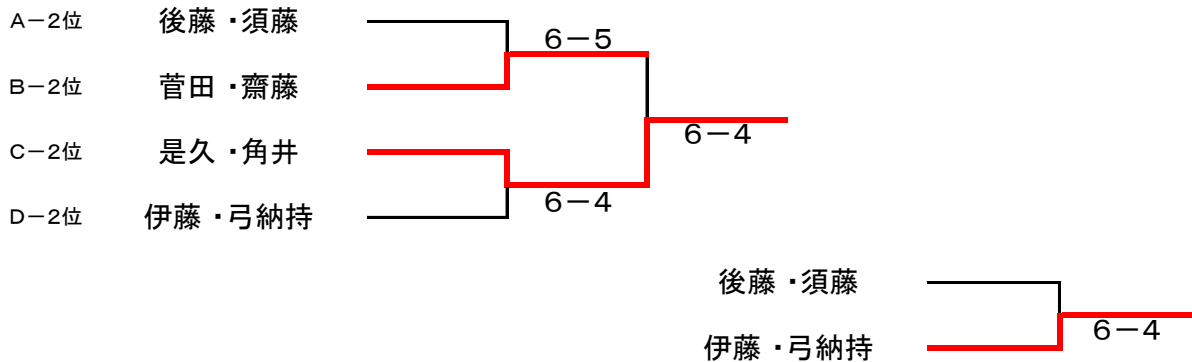 A－2位 後藤・須藤
6－5
B－2位 菅田・齋藤
6－4
C－2位 是久・角井
6－4
D－2位 伊藤・弓納持
後藤・須藤
6－4
伊藤・弓納持